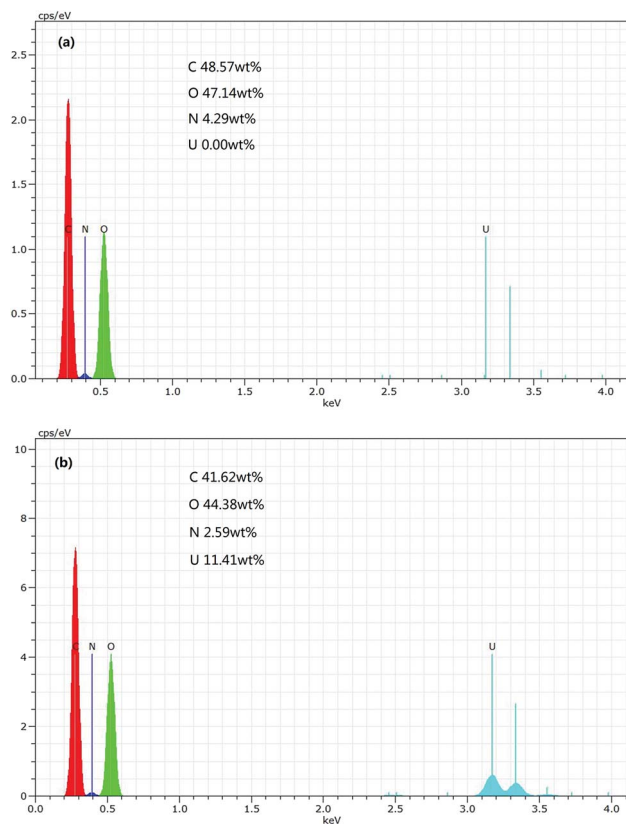 cps/eV
(a)
2.5
C 48.57wt%
O 47.14wt%
N 4.29wt%
2.0
U 0.00wt%
1.5
C N O U
1.0
0.5
0.0
0.5 1.0 1.5 2.0 2.5 3.0 3.5 4.0
keV
cps/eV
10
(b)
C 41.62wt%
O 44.38wt%
8
N 2.59wt%
U 11.41wt%
6
C N O U
4
2
0
0.0 0.5 1.0 1.5 2.0 2.5 3.0 3.5 4.0
keV